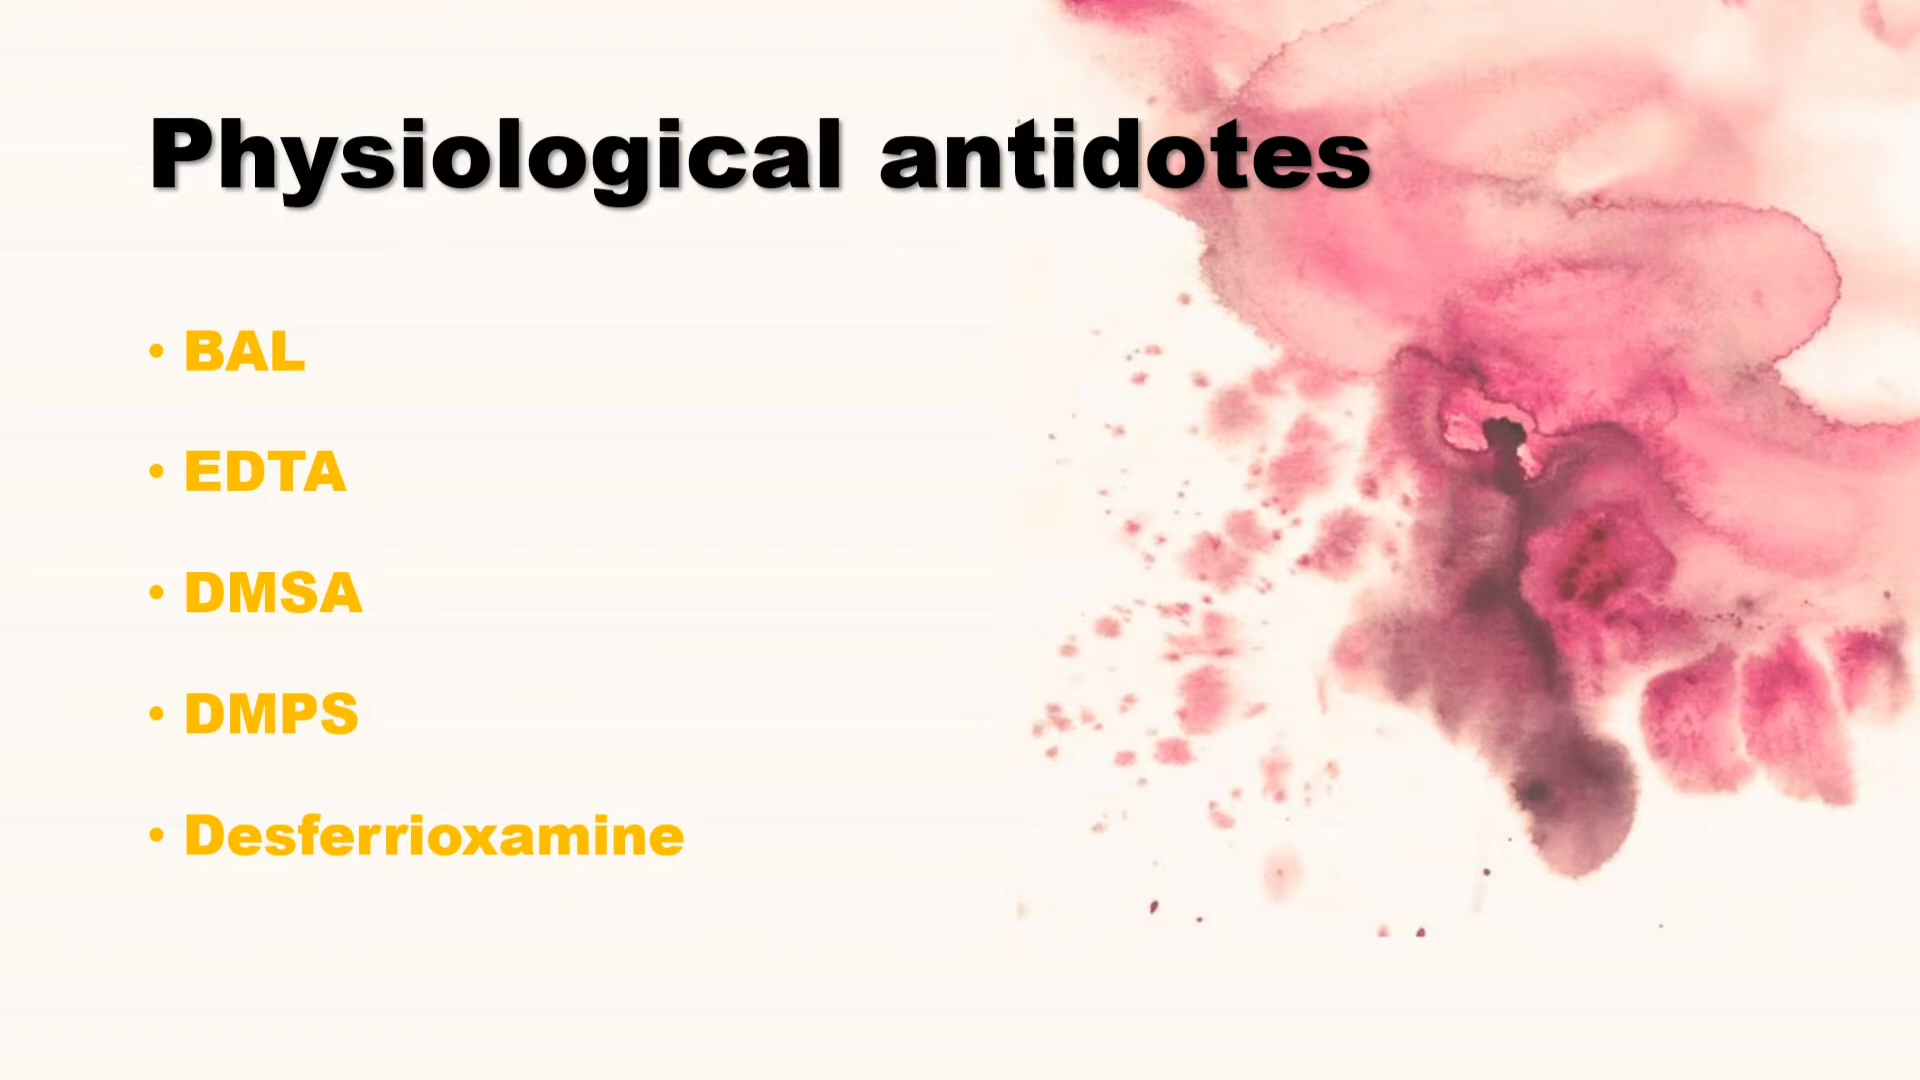 Physiological antidotes
• BAL
• EDTA
• DMSA
• DMPS
• Desferrioxamine